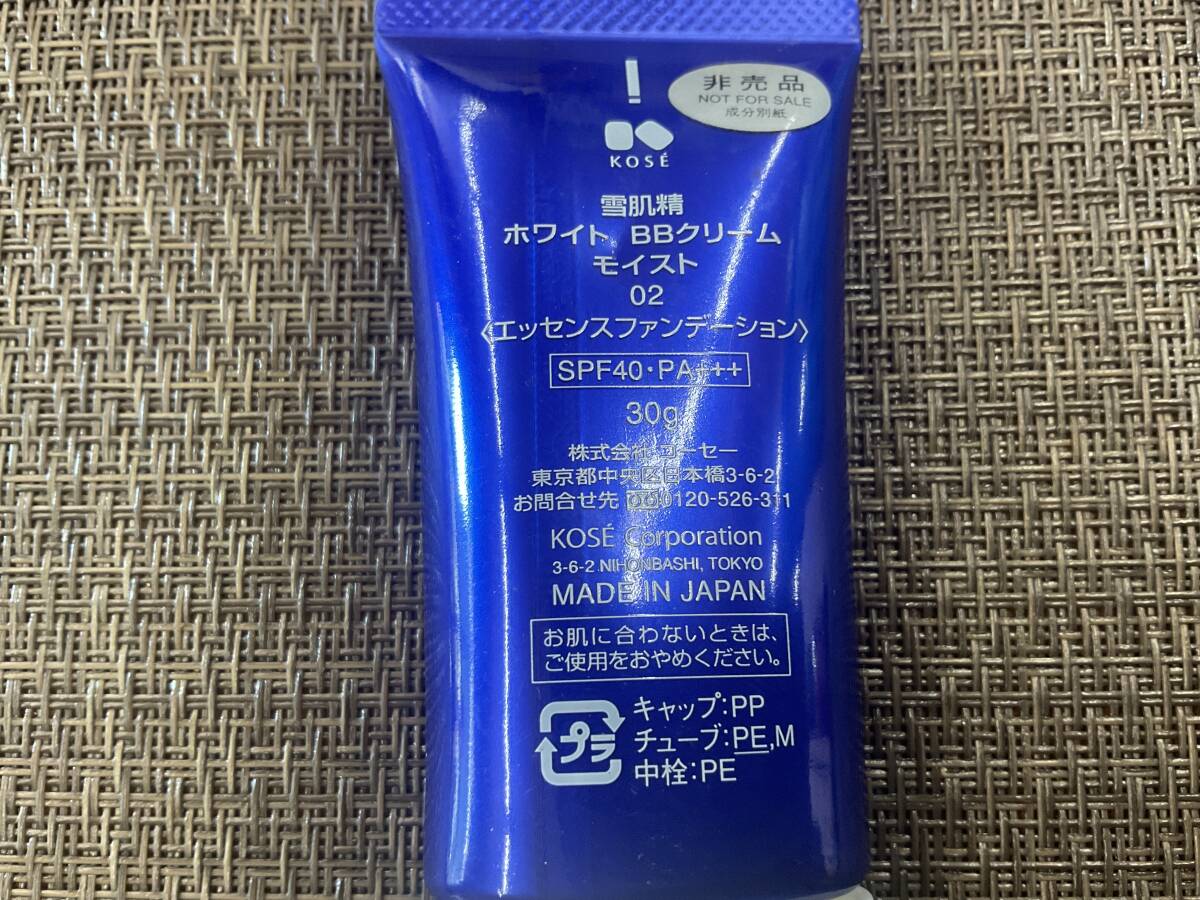 非売品
NOT FOR SALE
成分別紙
KOSÉ
雪肌精
ホワイト BBクリーム
モイスト
02
〈エッセンスファンデーション〉
SPF40・PA+++
30g
株式会社 コーセー
東京都中央区日本橋3-6-2
お問合せ先 0120-526-311
KOSÉ Corporation
3-6-2 NIHONBASHI, TOKYO
MADE IN JAPAN
お肌に合わないときは、
ご使用をおやめください。
プラ
キャップ:PP
チューブ:PE,M
中栓:PE